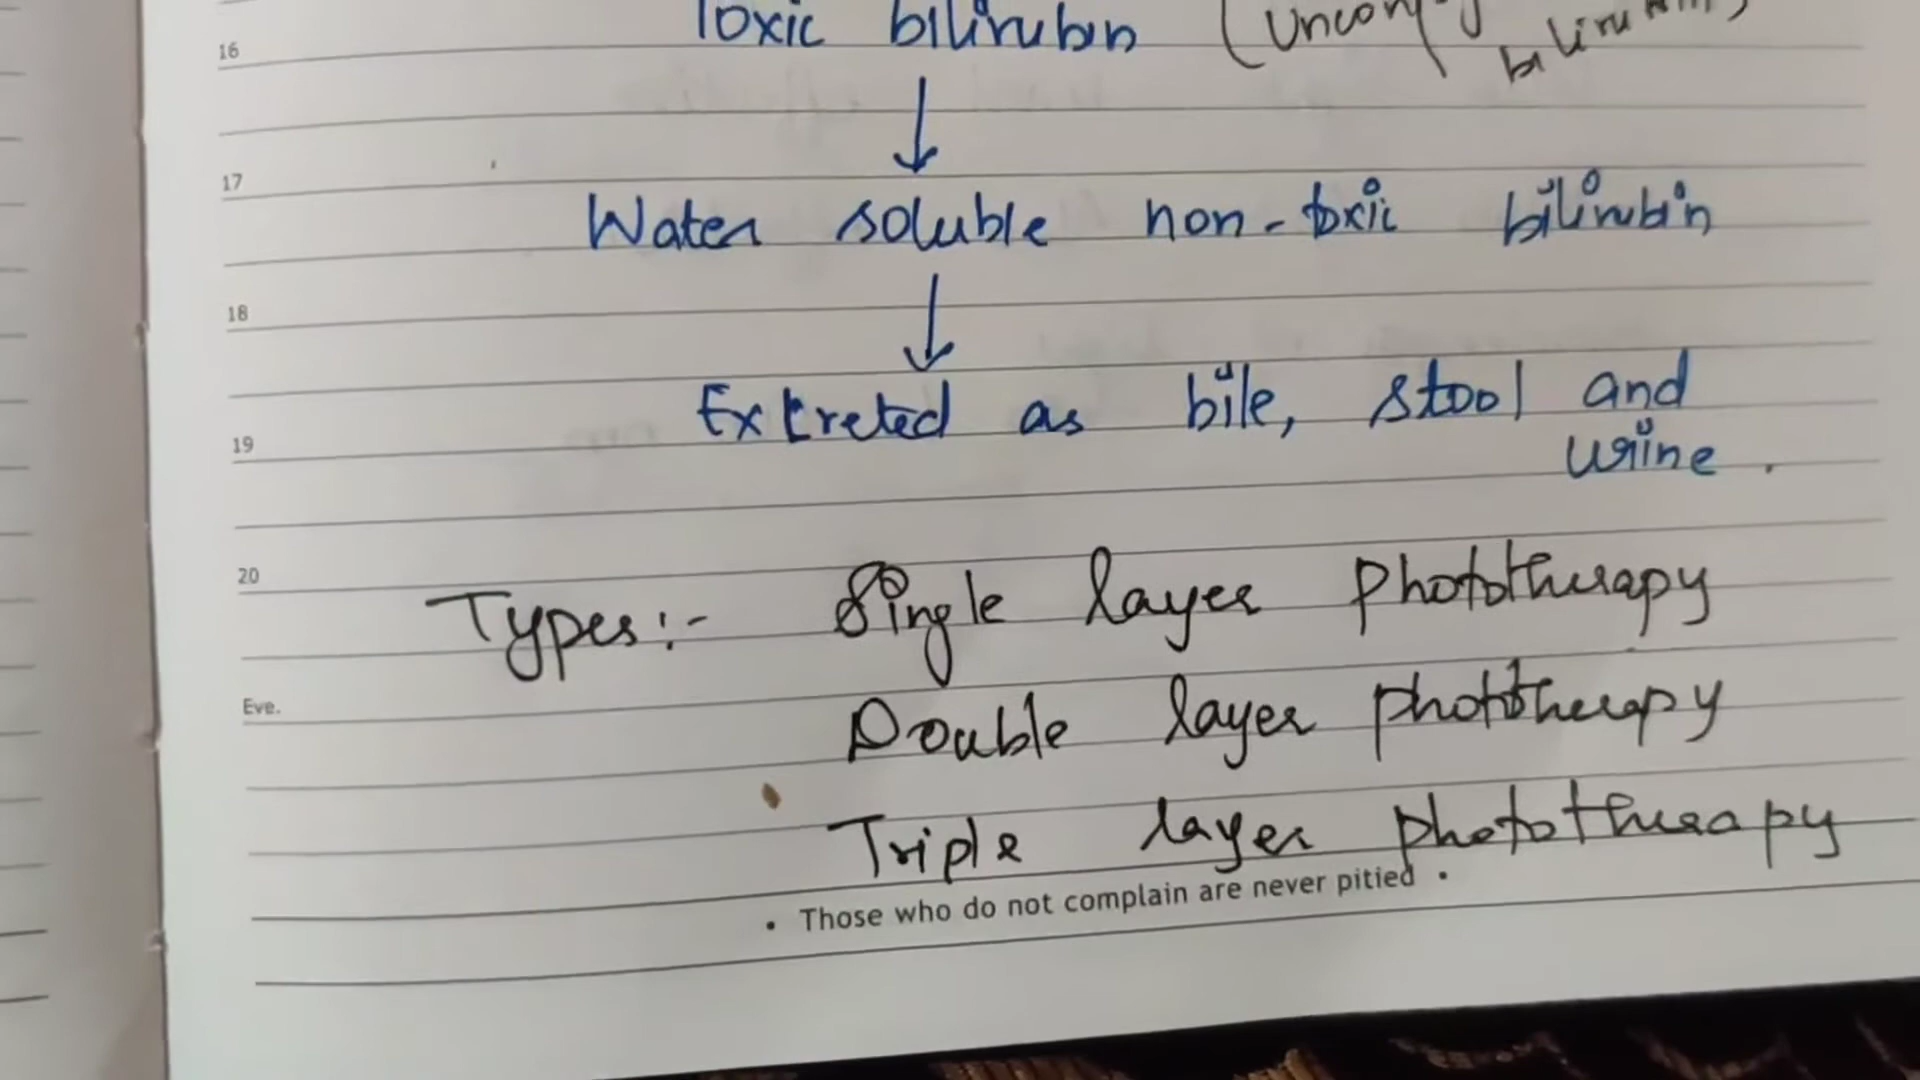 16
Toxic bilirubin
17
Water soluble non-toxic bilirubin
18
Excreted as bile, stool and
urine.
19
20
Types:- Single layer Phototherapy
Eve.
Double layer phototherapy
Triple layer phototherapy
• Those who do not complain are never pitied •